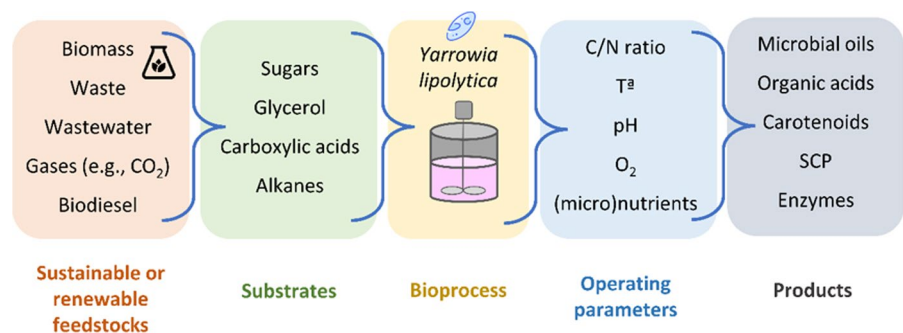 Biomass
Waste
Wastewater
Gases (e.g., CO₂)
Biodiesel
Sustainable or
renewable
feedstocks
Sugars
Glycerol
Carboxylic acids
Alkanes
Substrates
Yarrowia
lipolytica
Bioprocess
C/N ratio
Tª
pH
O₂
(micro)nutrients
Operating
parameters
Microbial oils
Organic acids
Carotenoids
SCP
Enzymes
Products